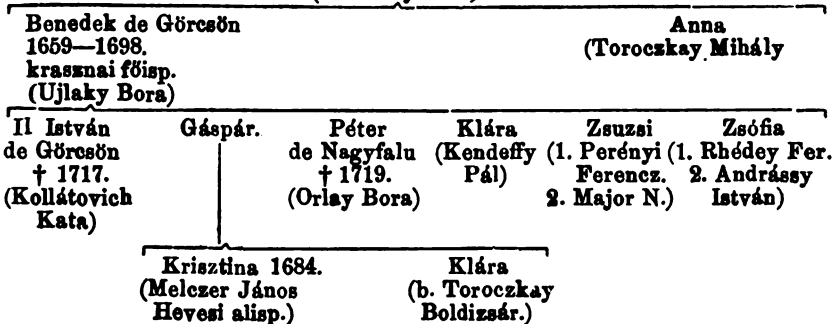 Benedek de Görcsön
1659—1698.
krasznai főisp.
(Ujlaky Bora)
Anna
(Toroczkay Mihály
II István
de Görcsön
† 1717.
(Kollátovich
Kata)
Gáspár.
Péter
de Nagyfalu
† 1719.
(Orlay Bora)
Klára
(Kendeffy
Pál)
Zsuzsi
(1. Perényi
Ferencz.
2. Major N.)
Zsófia
(1. Rhédey Fer.
2. Andrássy
István)
Krisztina 1684.
(Melczer János
Hevesi alisp.)
Klára
(b. Toroczkay
Boldizsár.)